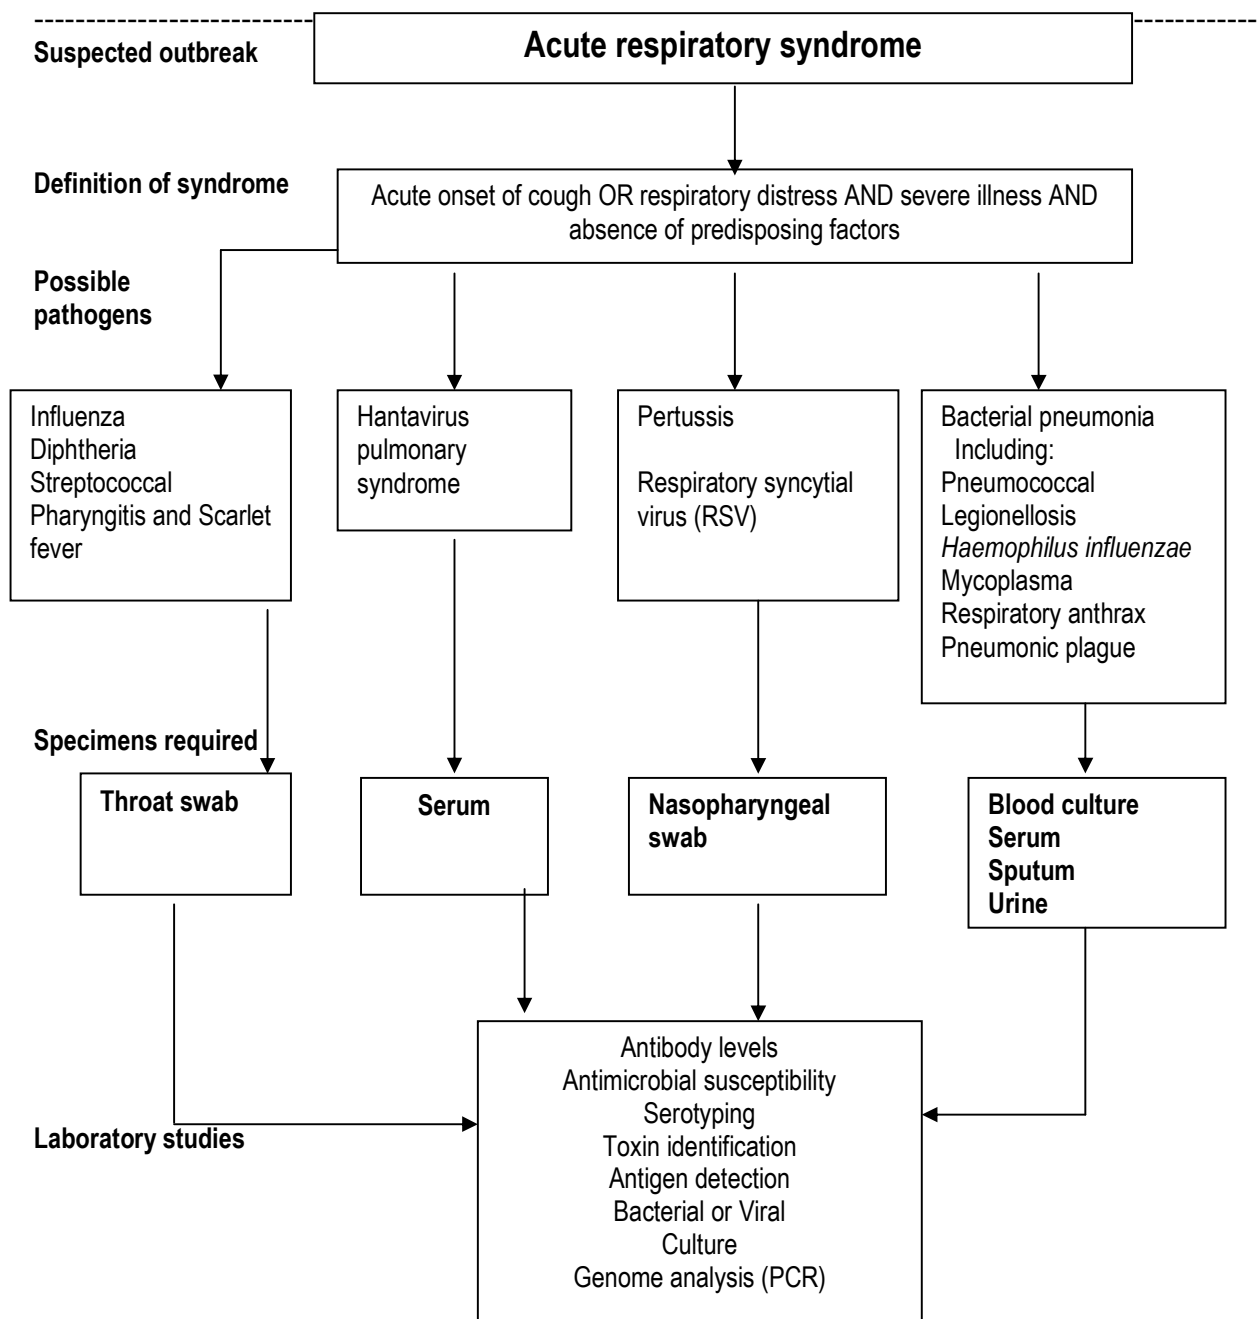 Suspected outbreak
Acute respiratory syndrome
Definition of syndrome
Acute onset of cough OR respiratory distress AND severe illness AND
absence of predisposing factors
Possible
pathogens
Influenza
Diphtheria
Streptococcal
Pharyngitis and Scarlet
fever
Hantavirus
pulmonary
syndrome
Pertussis
Respiratory syncytial
virus (RSV)
Bacterial pneumonia
Including:
Pneumococcal
Legionellosis
Haemophilus influenzae
Mycoplasma
Respiratory anthrax
Pneumonic plague
Specimens required
Throat swab
Serum
Nasopharyngeal
swab
Blood culture
Serum
Sputum
Urine
Laboratory studies
Antibody levels
Antimicrobial susceptibility
Serotyping
Toxin identification
Antigen detection
Bacterial or Viral
Culture
Genome analysis (PCR)